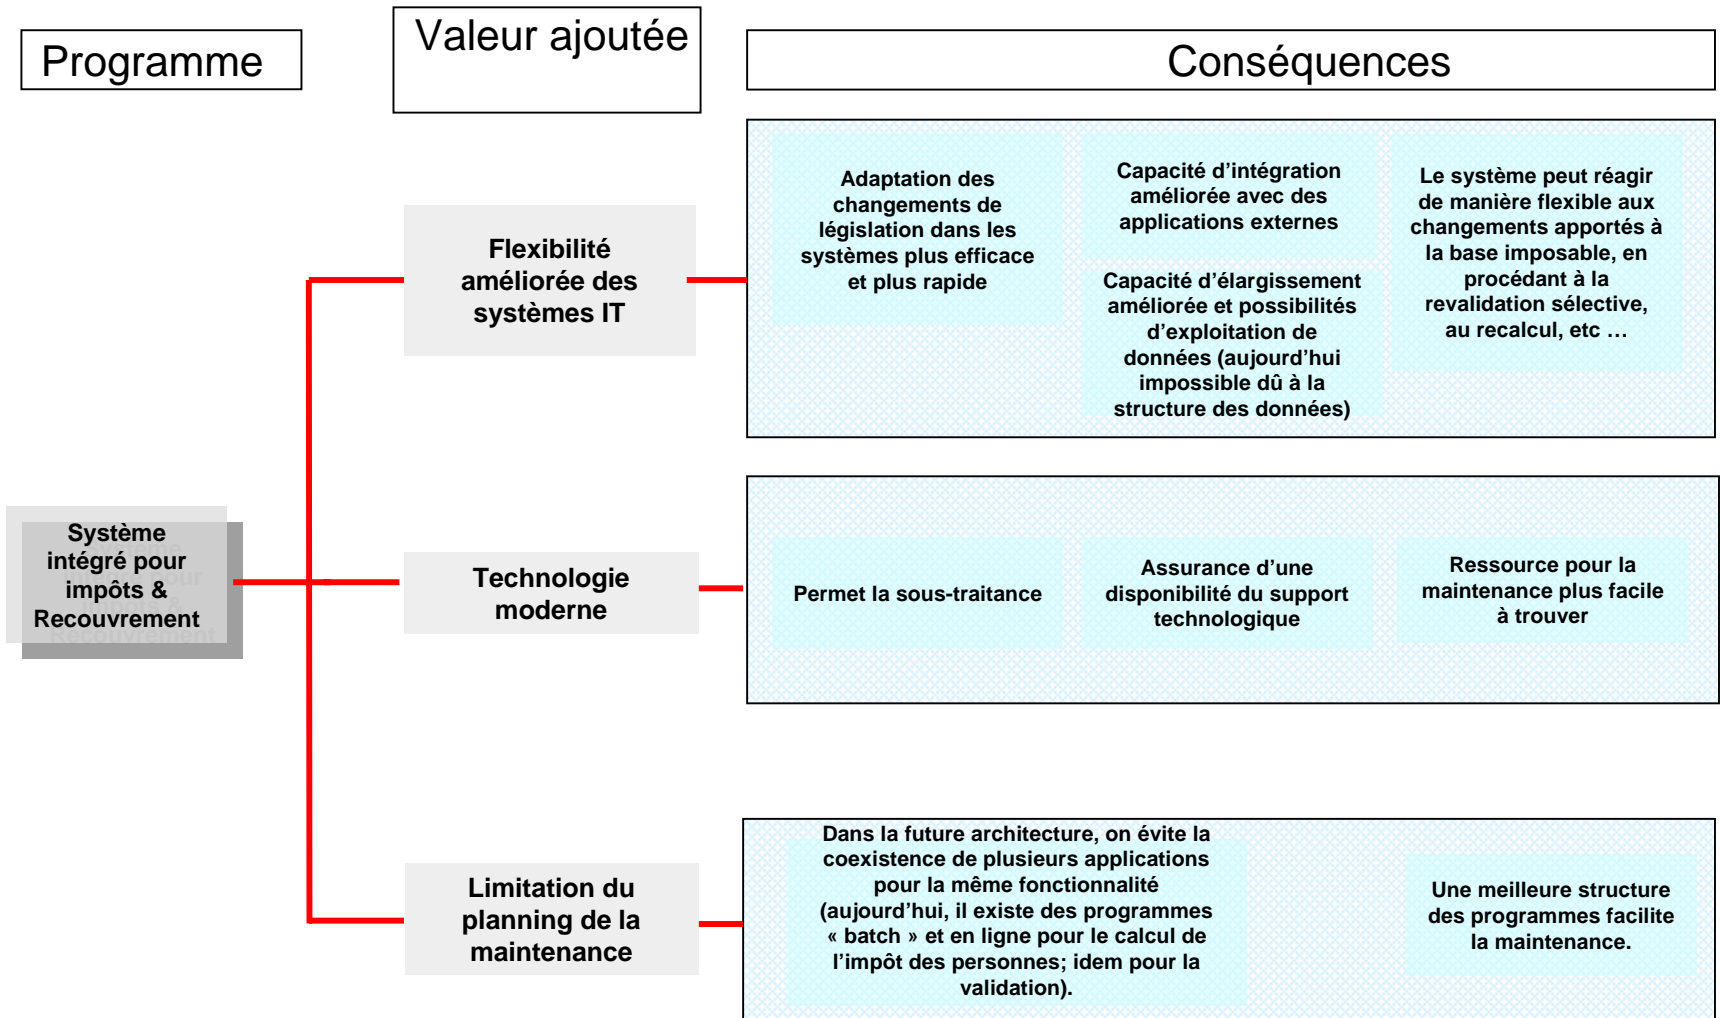 Programme
Valeur ajoutée
Conséquences
Système
intégré pour
impôts &
Recouvrement
Flexibilité
améliorée des
systèmes IT
Adaptation des
changements de
législation dans les
systèmes plus efficace
et plus rapide
Capacité d’intégration
améliorée avec des
applications externes
Capacité d’élargissement
améliorée et possibilités
d’exploitation de
données (aujourd’hui
impossible dû à la
structure des données)
Le système peut réagir
de manière flexible aux
changements apportés à
la base imposable, en
procédant à la
revalidation sélective,
au recalcul, etc …
Technologie
moderne
Permet la sous-traitance
Assurance d’une
disponibilité du support
technologique
Ressource pour la
maintenance plus facile
à trouver
Limitation du
planning de la
maintenance
Dans la future architecture, on évite la
coexistence de plusieurs applications
pour la même fonctionnalité
(aujourd’hui, il existe des programmes
« batch » et en ligne pour le calcul de
l’impôt des personnes; idem pour la
validation).
Une meilleure structure
des programmes facilite
la maintenance.